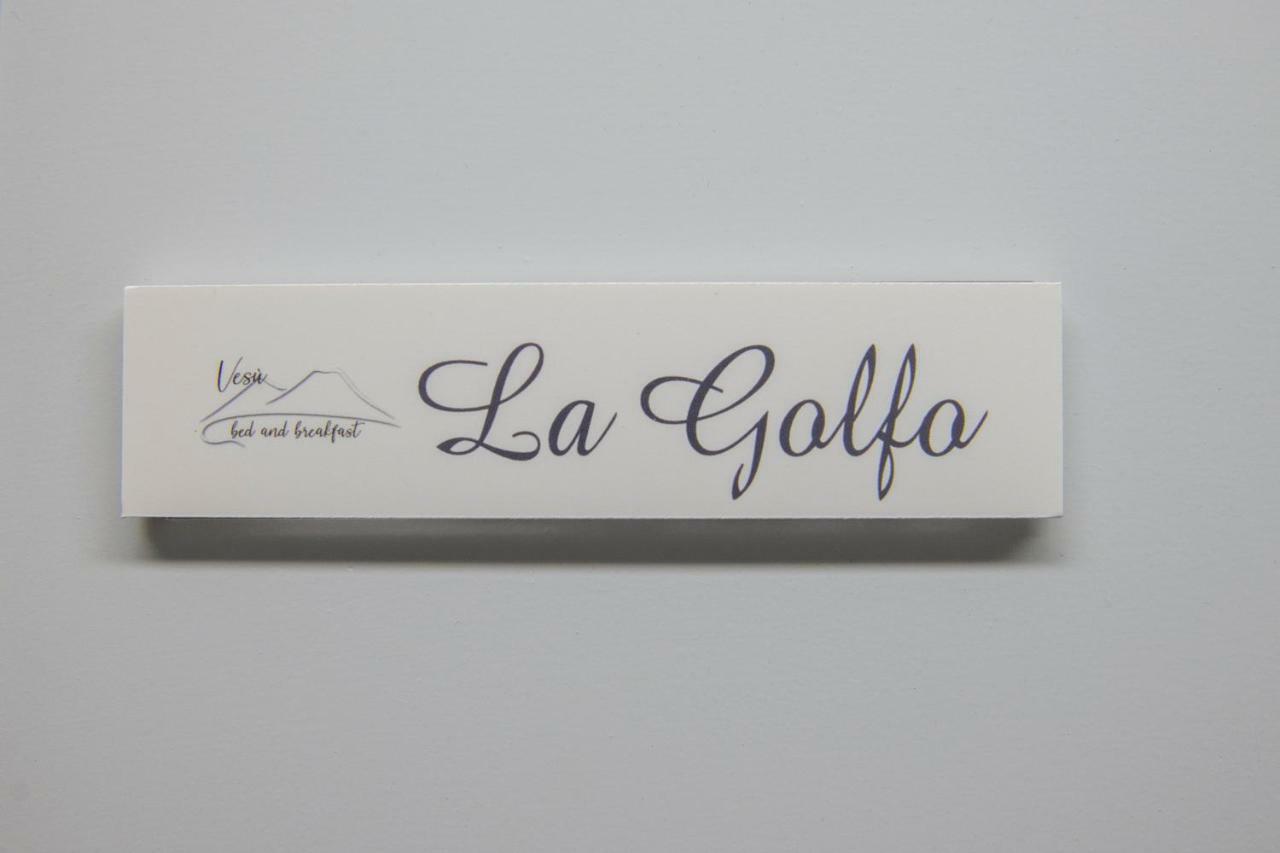 Vesù
bed and breakfast
La Golfo